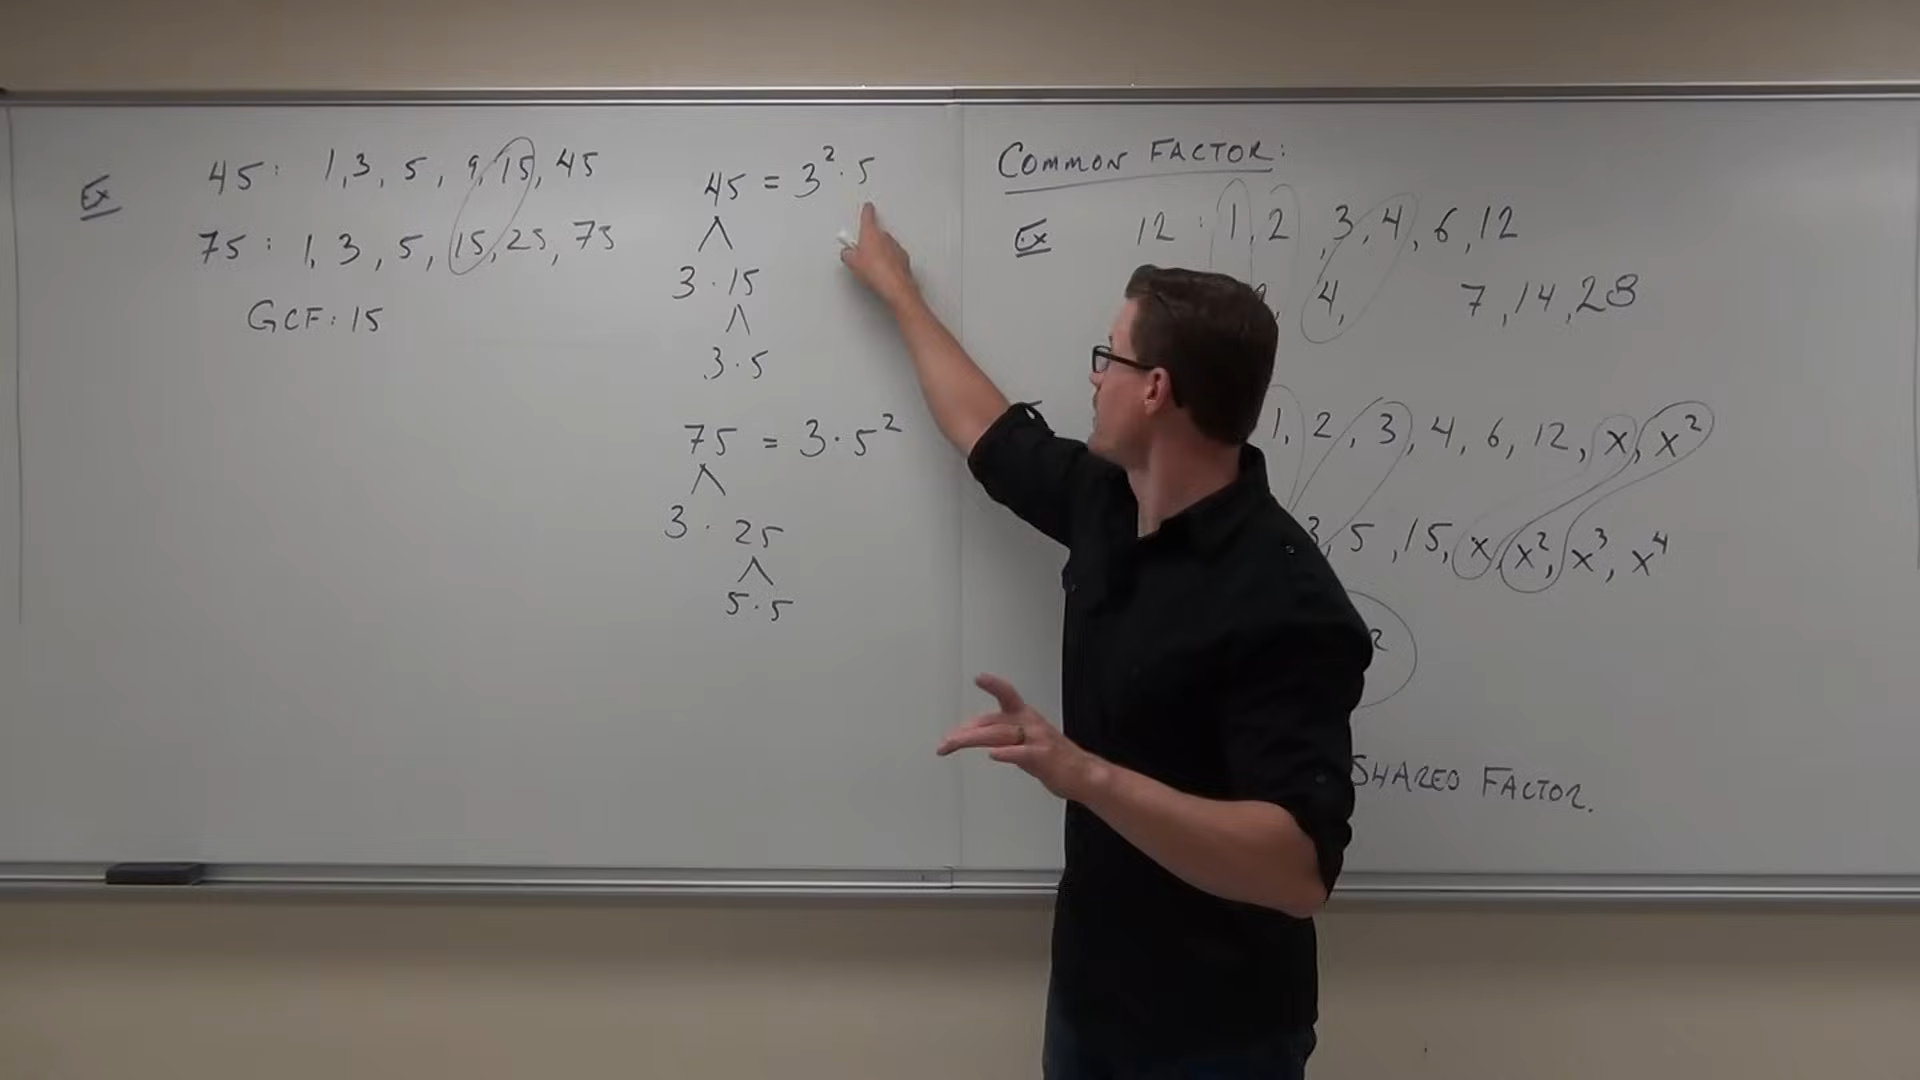 Ex 45: 1, 3, 5, 9, 15, 45
75: 1, 3, 5, 15, 25, 75
GCF: 15
45 = 3² · 5
3 · 15
3 · 5
75 = 3 · 5²
3 · 25
5 · 5
COMMON FACTOR:
Ex 12: 1, 2, 3, 4, 6, 12
4, 7, 14, 28
1, 2, 3, 4, 6, 12, x, x²
3, 5, 15, x, x², x³, x⁴
SHARED FACTOR.